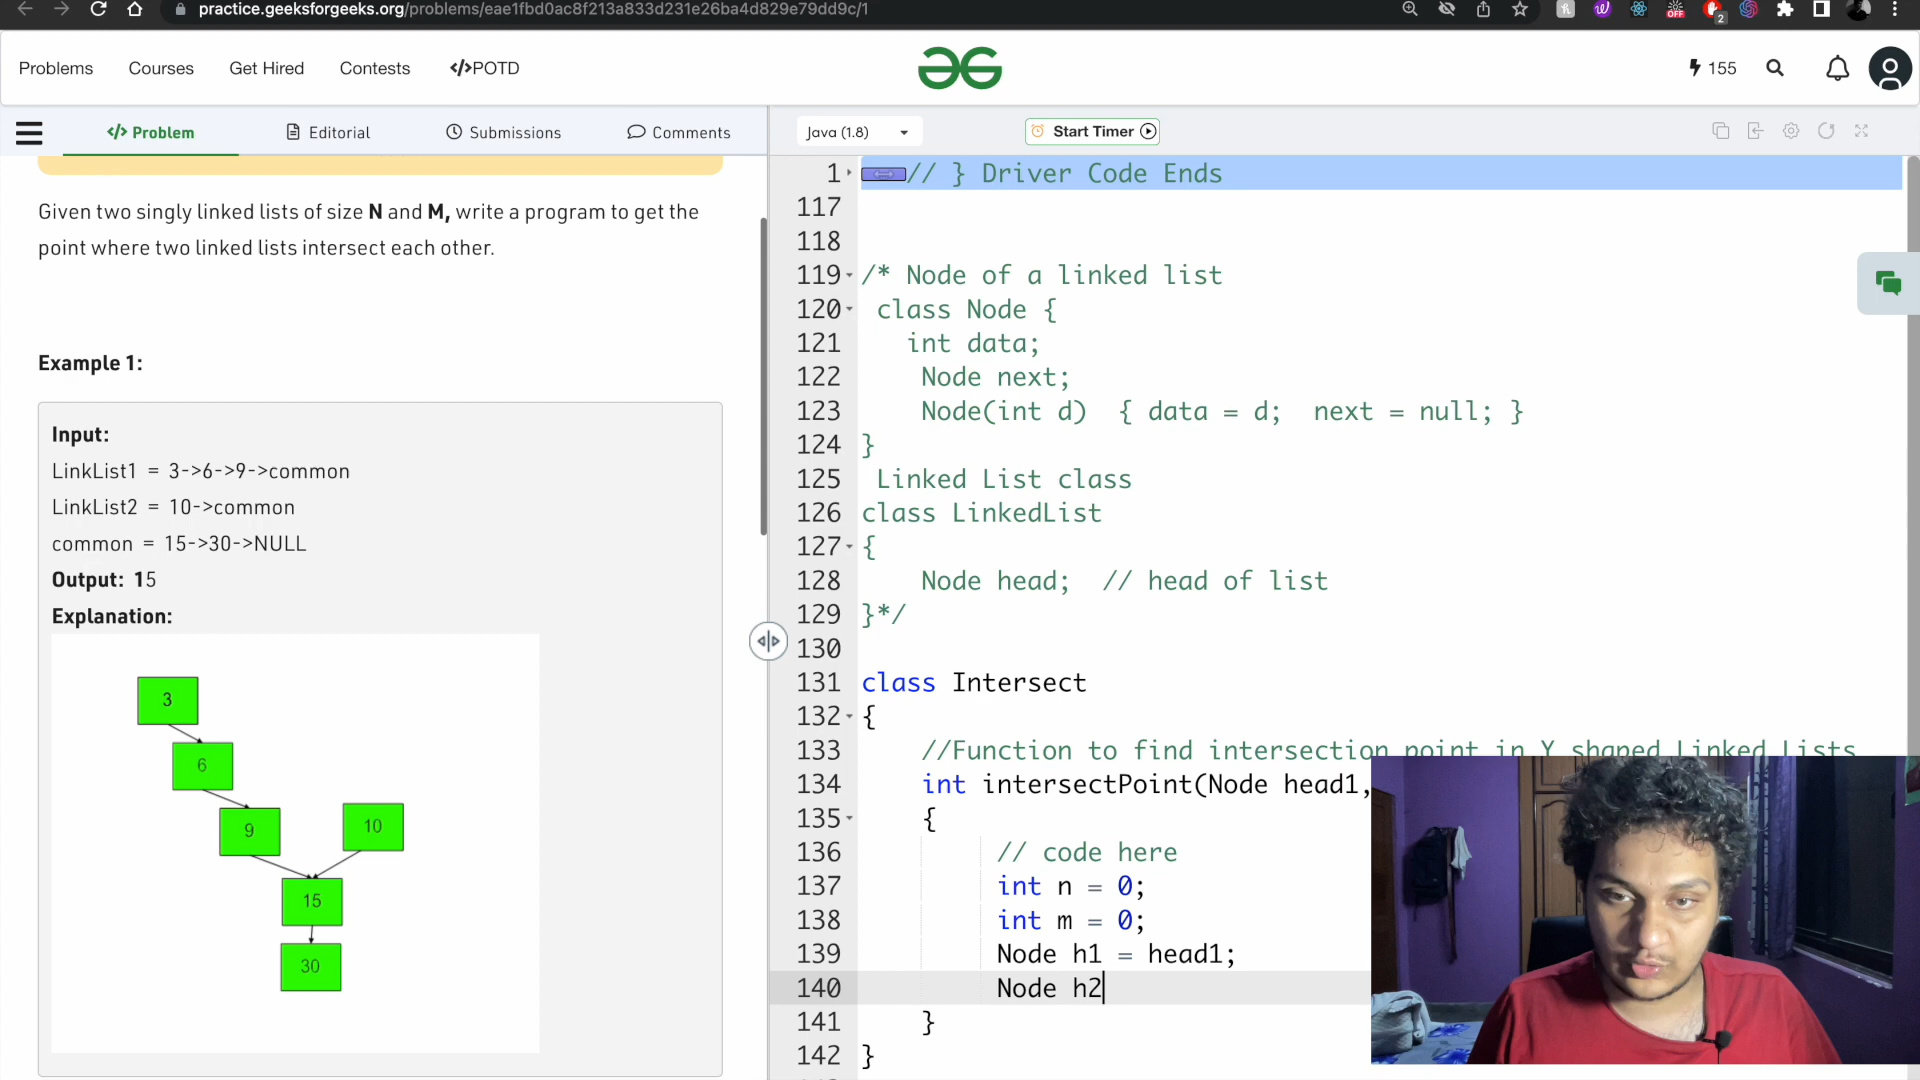 practice.geeksforgeeks.org/problems/eae1fbd0ac8f213a833d231e26ba4d829e79dd9c/1
OFF
2
Problems
Courses
Get Hired
Contests
</>POTD
155
</> Problem
Editorial
Submissions
Comments
Java (1.8)
Start Timer
Given two singly linked lists of size N and M, write a program to get the
point where two linked lists intersect each other.
Example 1:
Input:
LinkList1 = 3->6->9->common
LinkList2 = 10->common
common = 15->30->NULL
Output: 15
Explanation:
3
6
9
10
15
30
1 // } Driver Code Ends
117
118
119 /* Node of a linked list
120 class Node {
121 int data;
122 Node next;
123 Node(int d) { data = d; next = null; }
124 }
125 Linked List class
126 class LinkedList
127 {
128 Node head; // head of list
129 }*/
130
131 class Intersect
132 {
133 //Function to find intersection point in Y shaped Linked Lists
134 int intersectPoint(Node head1,
135 {
136 // code here
137 int n = 0;
138 int m = 0;
139 Node h1 = head1;
140 Node h2
141 }
142 }